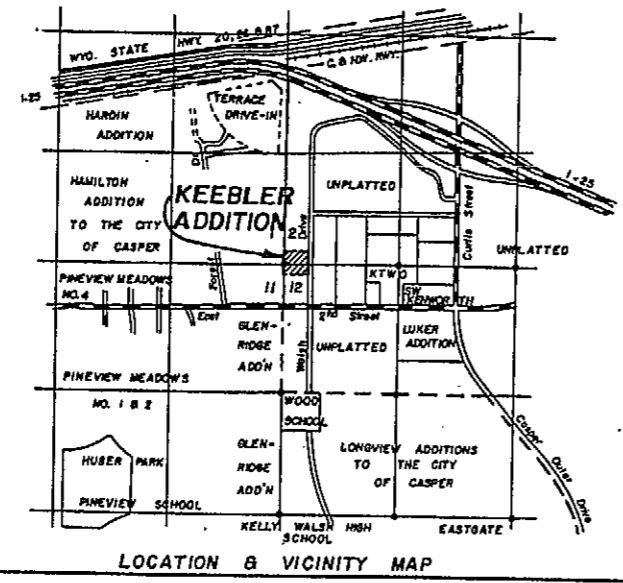 WYO. STATE HWY. 20, 26 & 87
C. & N.W. RWY.
I-25
HARDIN
ADDITION
TERRACE
DRIVE-IN
HAMILTON
ADDITION
TO THE CITY
OF CASPER
KEEBLER
ADDITION
UNPLATTED
I-25
Curtis Street
UNPLATTED
1
2
Drive
11
12
PINEVIEW MEADOWS
NO. 4
Forest
KTWO
SW
KENWORTH
East
2nd Street
GLEN-
RIDGE
ADD'N
Walsh
UNPLATTED
LUKER
ADDITION
PINEVIEW MEADOWS
NO. 1 & 2
WOOD
SCHOOL
HUBER PARK
GLEN-
RIDGE
ADD'N
LONGVIEW ADDITIONS
TO THE CITY
OF CASPER
Casper Outer Drive
PINEVIEW SCHOOL
KELLY WALSH HIGH
SCHOOL
EASTGATE
LOCATION & VICINITY MAP